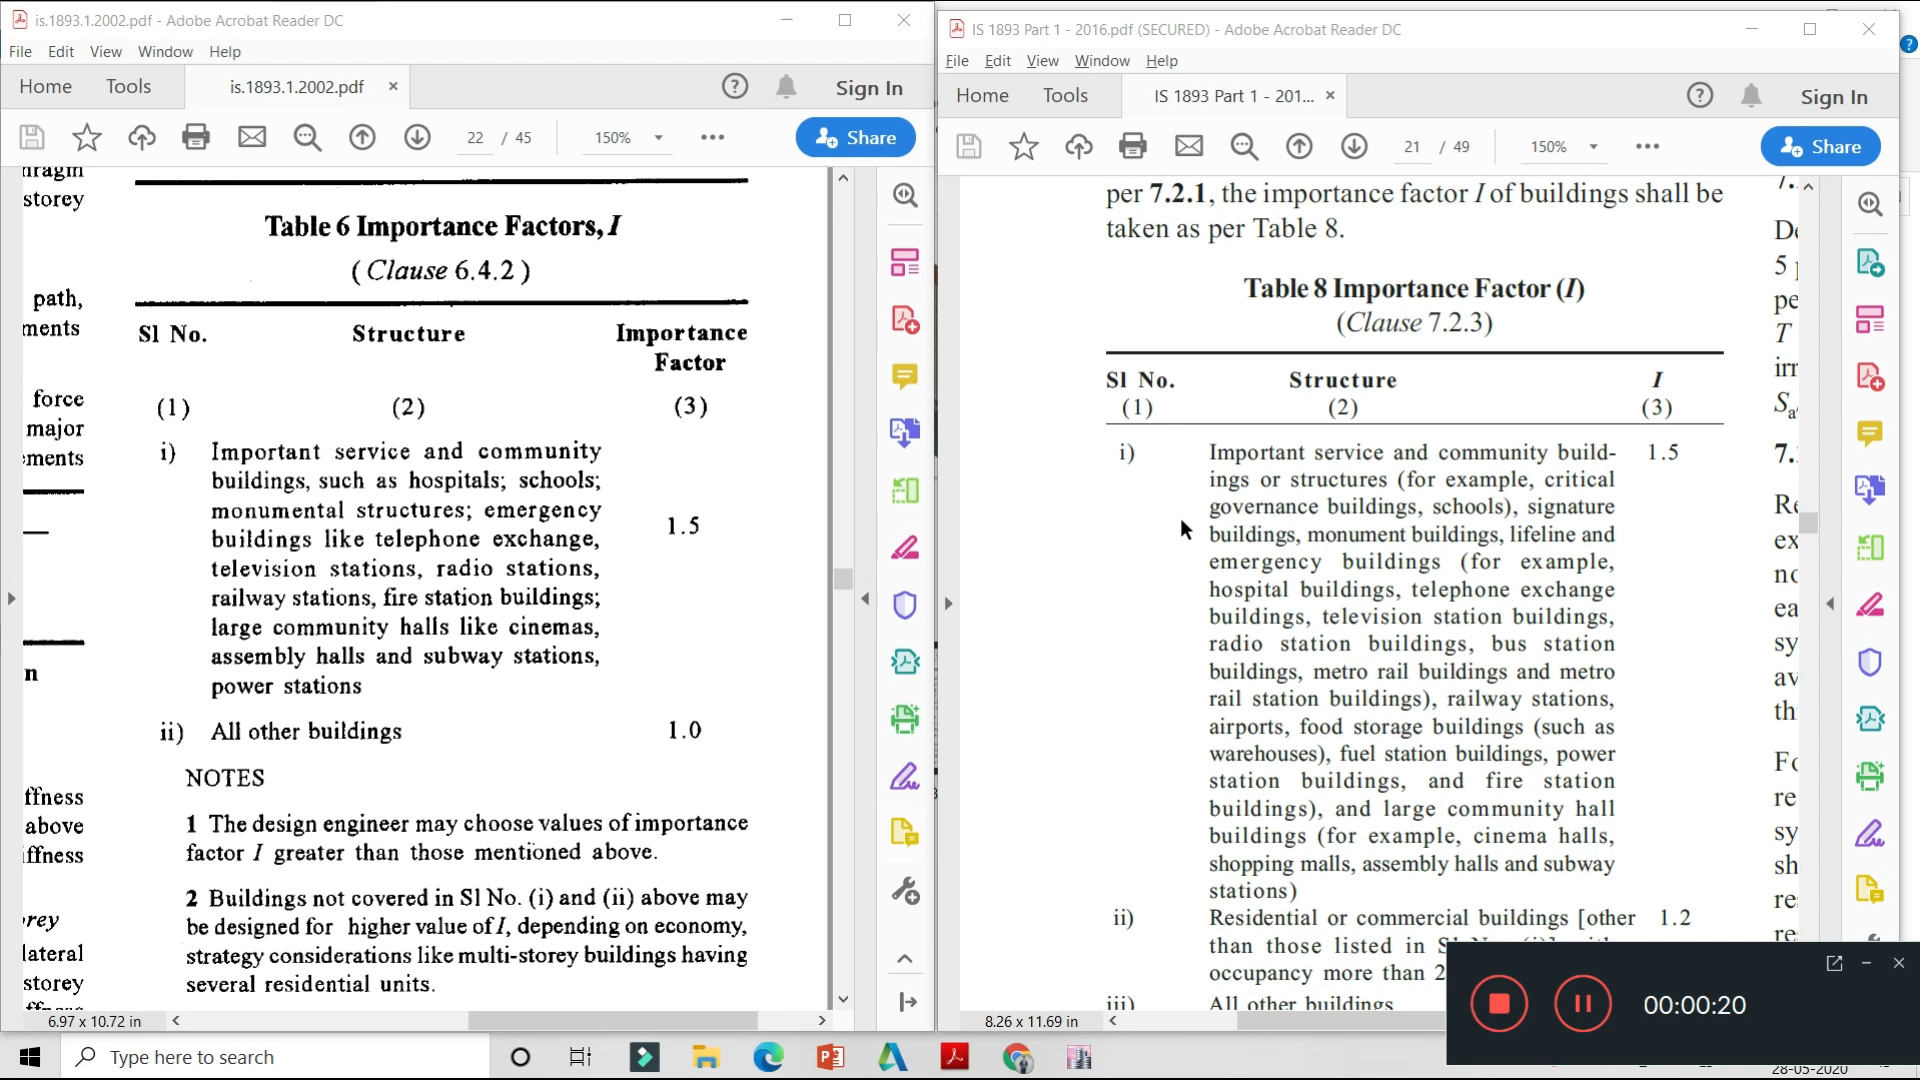 is.1893.1.2002.pdf - Adobe Acrobat Reader DC
File Edit View Window Help
Home Tools is.1893.1.2002.pdf × Sign In
22 / 45 150% Share
storey
path,
force
major
storey
lateral
above
Table 6 Importance Factors, I
( Clause 6.4.2 )
Sl No. Structure Importance
Factor
(1) (2) (3)
i) Important service and community
buildings, such as hospitals; schools;
monumental structures; emergency
buildings like telephone exchange, 1.5
television stations, radio stations,
railway stations, fire station buildings;
large community halls like cinemas,
assembly halls and subway stations,
power stations
ii) All other buildings 1.0
NOTES
1 The design engineer may choose values of importance
factor I greater than those mentioned above.
2 Buildings not covered in Sl No. (i) and (ii) above may
be designed for higher value of I, depending on economy,
strategy considerations like multi-storey buildings having
several residential units.
6.97 x 10.72 in
IS 1893 Part 1 - 2016.pdf (SECURED) - Adobe Acrobat Reader DC
File Edit View Window Help
Home Tools IS 1893 Part 1 - 201... × Sign In
21 / 49 150% Share
per 7.2.1, the importance factor I of buildings shall be
taken as per Table 8.
Table 8 Importance Factor (I)
(Clause 7.2.3)
Sl No. Structure I
(1) (2) (3)
i) Important service and community build- 1.5
ings or structures (for example, critical
governance buildings, schools), signature
buildings, monument buildings, lifeline and
emergency buildings (for example,
hospital buildings, telephone exchange
buildings, television station buildings,
radio station buildings, bus station
buildings, metro rail buildings and metro
rail station buildings), railway stations,
airports, food storage buildings (such as
warehouses), fuel station buildings, power
station buildings, and fire station
buildings), and large community hall
buildings (for example, cinema halls,
shopping malls, assembly halls and subway
stations)
ii) Residential or commercial buildings [other 1.2
than those listed in
occupancy more than 2
iii) All other buildings
8.26 x 11.69 in
00:00:20
Type here to search
28-05-2020